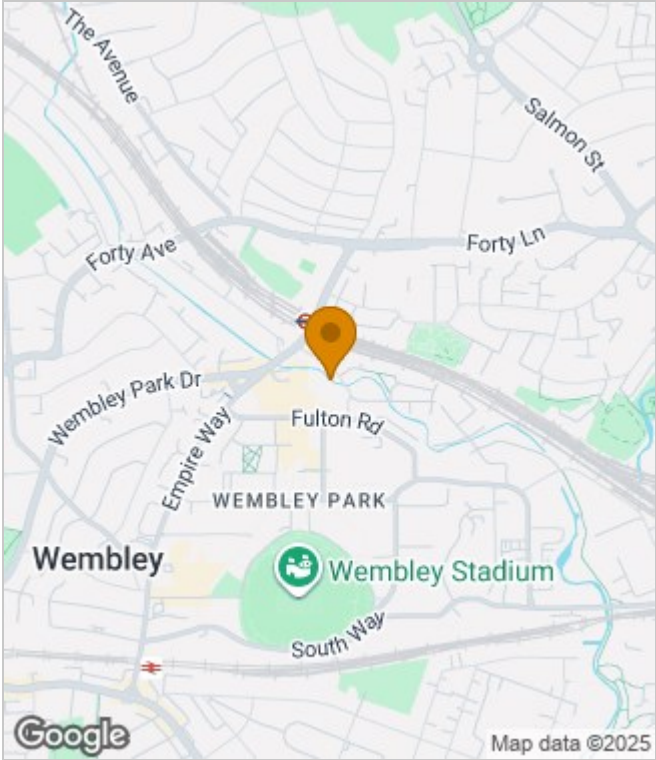 The Avenue
Salmon St
Forty Ave
Forty Ln
Wembley Park Dr
Fulton Rd
Empire Way
WEMBLEY PARK
Wembley
Wembley Stadium
South Way
Google
Map data ©2025